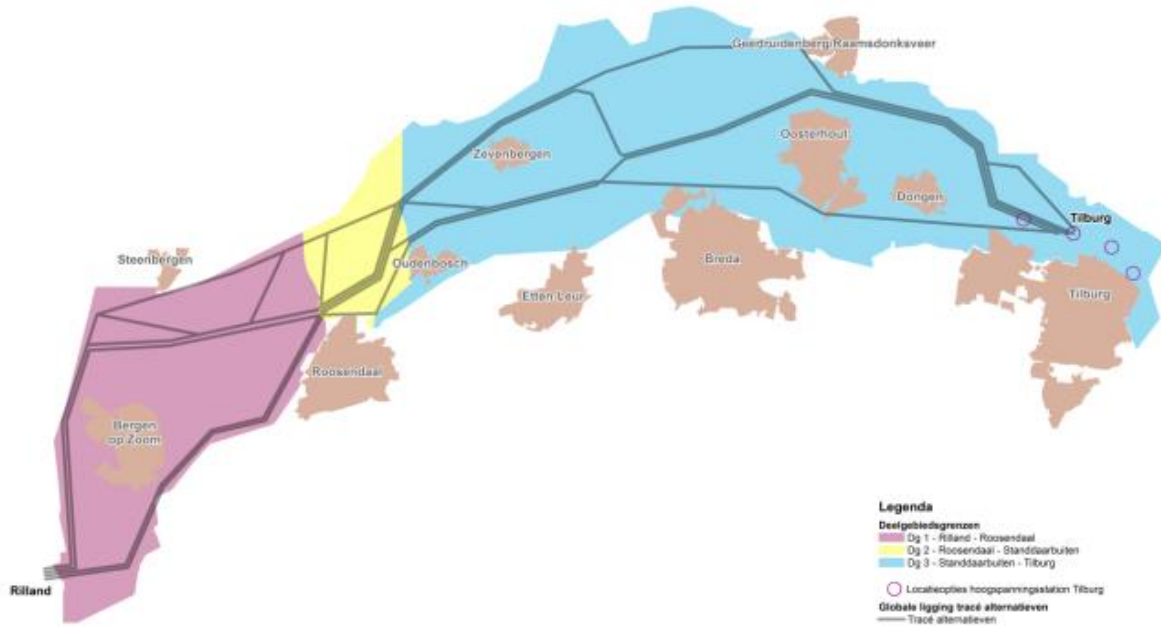 Geertruidenberg/Raamsdonksveer
Oosterhout
Zevenbergen
Dongen
Tilburg
Steenbergen
Oudenbosch
Breda
Etten Leur
Tilburg
Roosendaal
Bergen
op Zoom
Rilland
Legenda
Deelgebiedsgrenzen
Dg 1 - Rilland - Roosendaal
Dg 2 - Roosendaal - Standdaarbuiten
Dg 3 - Standdaarbuiten - Tilburg
Locatieopties hoogspanningsstation Tilburg
Globale ligging tracé alternatieven
Tracé alternatieven